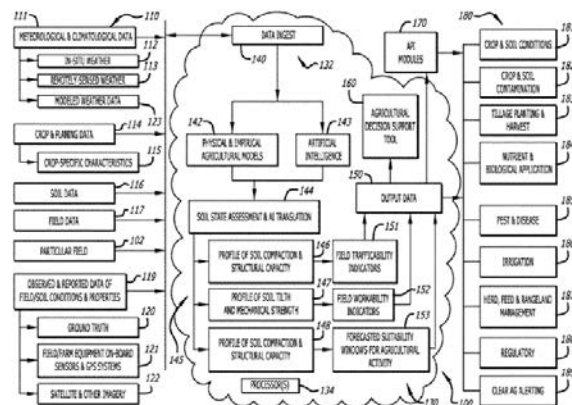 111
110
METEOROLOGICAL & CLIMATOLOGICAL DATA
IN-SITU WEATHER
112
REMOTELY-SENSED WEATHER
113
MODELED WEATHER DATA
123
CROP & PLANING DATA
114
CROP-SPECIFIC CHARACTERISTICS
115
SOIL DATA
116
FIELD DATA
117
PARTICULAR FIELD
102
OBSERVED & REPORTED DATA OF
FIELD/SOIL CONDITIONS & PROPERTIES
119
GROUND TRUTH
120
FIELD/FARM EQUIPMENT ON-BOARD
SENSORS & GPS SYSTEMS
121
SATELLITE & OTHER IMAGERY
122
DATA INGEST
140
122
PHYSICAL & EMPIRICAL
AGRICULTURAL MODELS
142
ARTIFICIAL
INTELLIGENCE
143
SOIL STATE ASSESSMENT & AI TRANSLATION
144
145
PROFILE OF SOIL COMPACTION &
STRUCTURAL CAPACITY
146
PROFILE OF SOIL TILTH
AND MECHANICAL STRENGTH
147
PROFILE OF SOIL COMPACTION &
STRUCTURAL CAPACITY
148
PROCESSOR(S)
134
160
AGRICULTURAL
DECISION SUPPORT
TOOL
150
OUTPUT DATA
151
FIELD TRAFFICABILITY
INDICATORS
FIELD WORKABILITY
INDICATORS
152
153
FORECASTED SUITABILITY
WINDOWS FOR AGRICULTURAL
ACTIVITY
130
100
170
API
MODULES
180
CROP & SOIL CONDITIONS
CROP & SOIL
CONTAMINATION
TILLAGE PLANTING &
HARVEST
NUTRIENT &
BIOLOGICAL APPLICATION
PEST & DISEASE
IRRIGATION
HERD, FEED & RANGELAND
MANAGEMENT
REGULATORY
CLEAR AG ALERTING